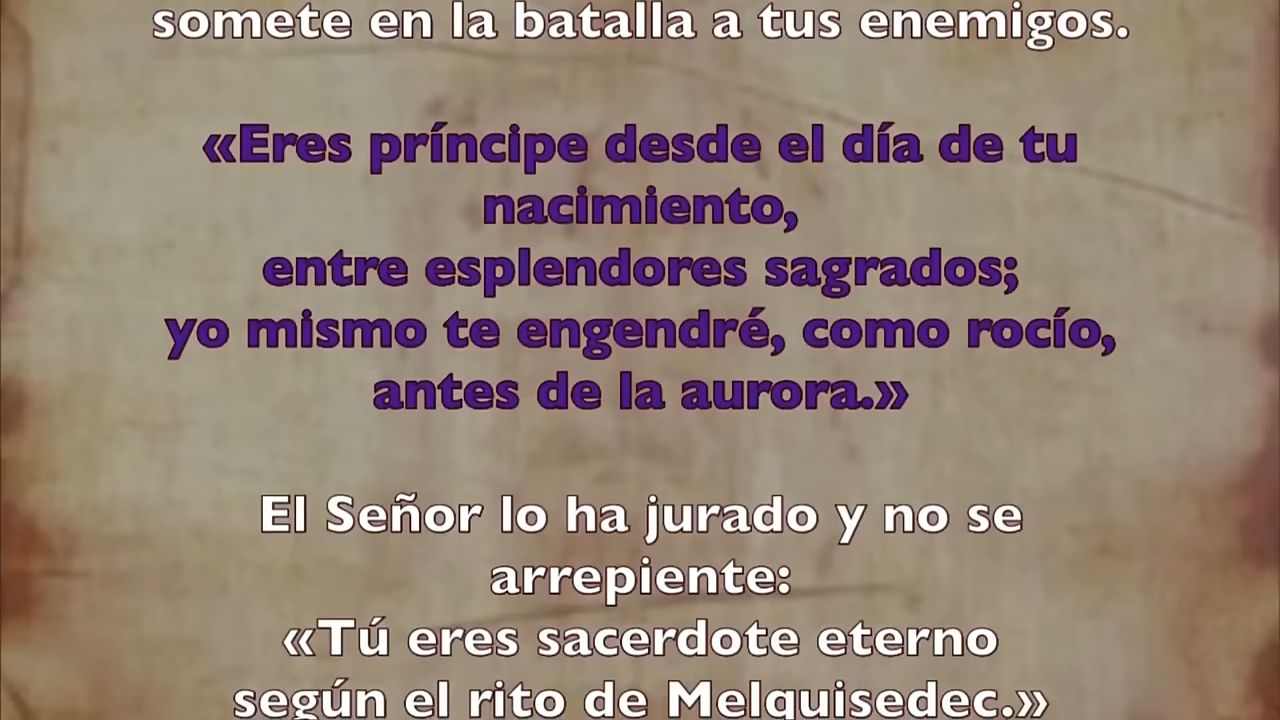 somete en la batalla a tus enemigos.
«Eres príncipe desde el día de tu
nacimiento,
entre esplendores sagrados;
yo mismo te engendré, como rocío,
antes de la aurora.»
El Señor lo ha jurado y no se
arrepiente:
«Tú eres sacerdote eterno
según el rito de Melquisedec.»